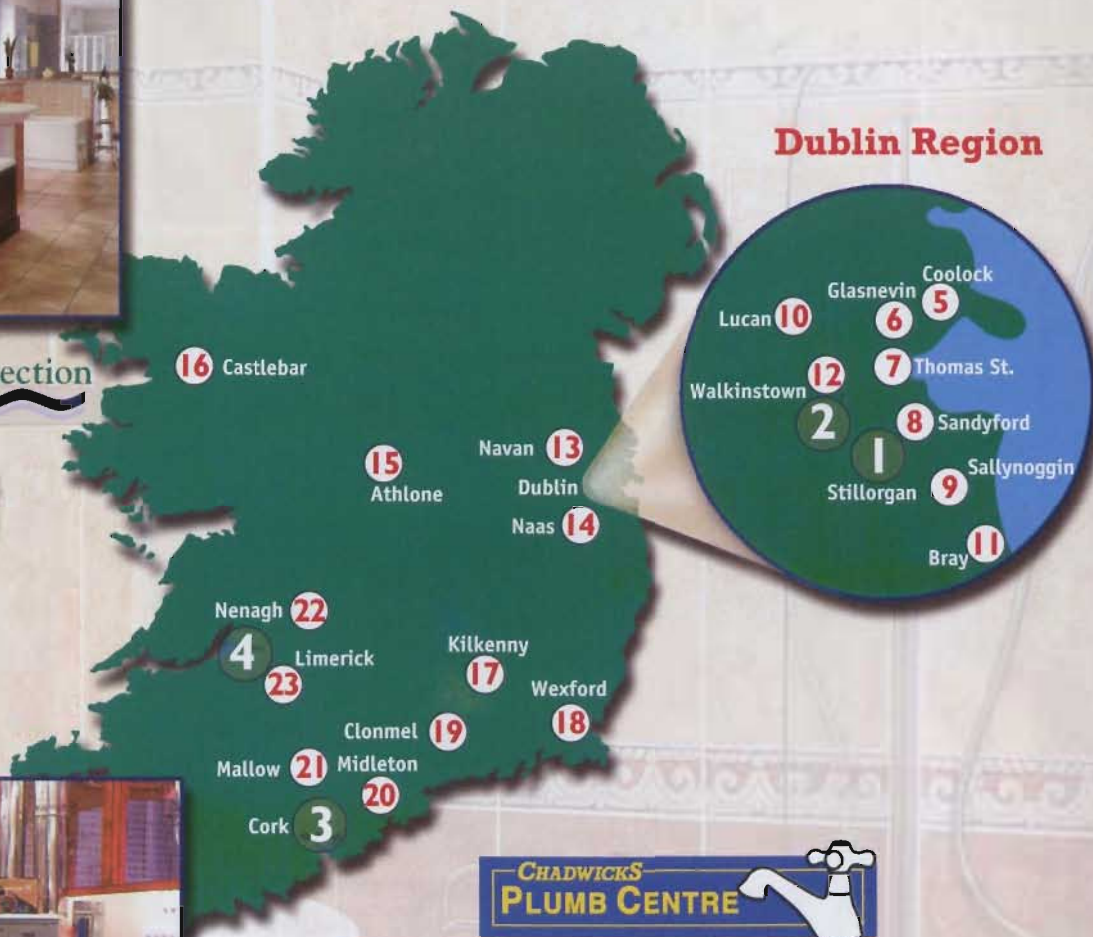 Dublin Region
Coolock
5
Glasnevin
6
Lucan 10
7 Thomas St.
12
Walkinstown
2
8 Sandyford
1
Sallynoggin
Stillorgan
9
11
Bray
ection
16 Castlebar
Navan 13
15
Athlone
Dublin
Naas 14
Nenagh 22
4
Limerick
23
Kilkenny
17
Wexford
18
Clonmel 19
Mallow 21
Midleton
20
Cork 3
CHADWICKS
PLUMB CENTRE